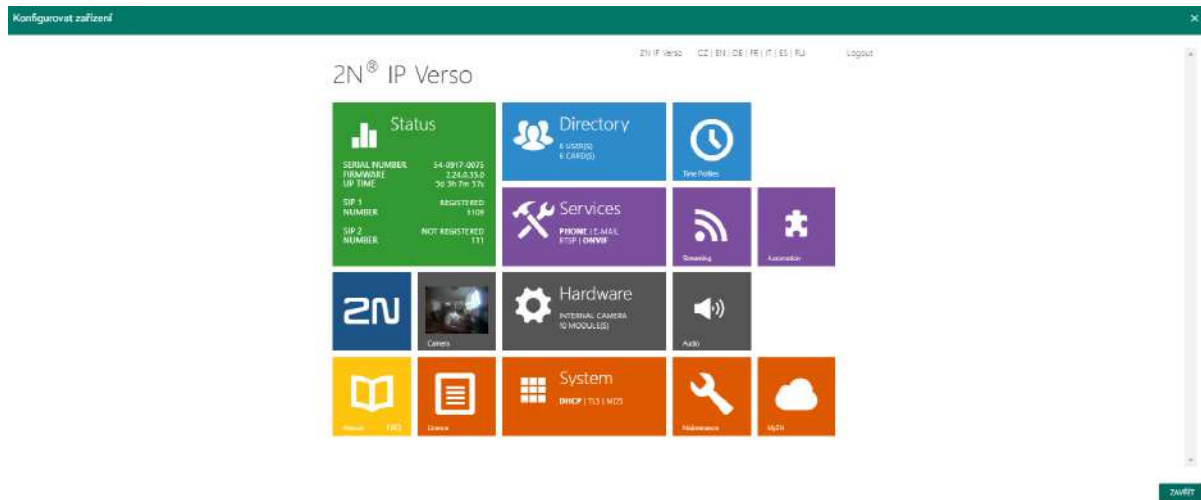 Konfigurovat zařízení
2N IP Verso CZ | EN | DE | FR | IT | ES | RU Logout
2N® IP Verso
Status
SERIAL NUMBER 54-0917-0075
FIRMWARE 2.24.0.33.0
UP TIME 5d 3h 7m 37s
SIP 1 REGISTERED
NUMBER 1109
SIP 2 NOT REGISTERED
NUMBER 111
Directory
6 USER(S)
6 CARD(S)
Time Profiles
Services
PHONE | E-MAIL
RTSP | ONVIF
Streaming
Automation
2N
Camera
Hardware
INTERNAL CAMERA
10 MODULE(S)
Audio
Manual FAQ
Licence
System
DHCP | TLS |
Maintenance
My2N
ZAVŘÍT